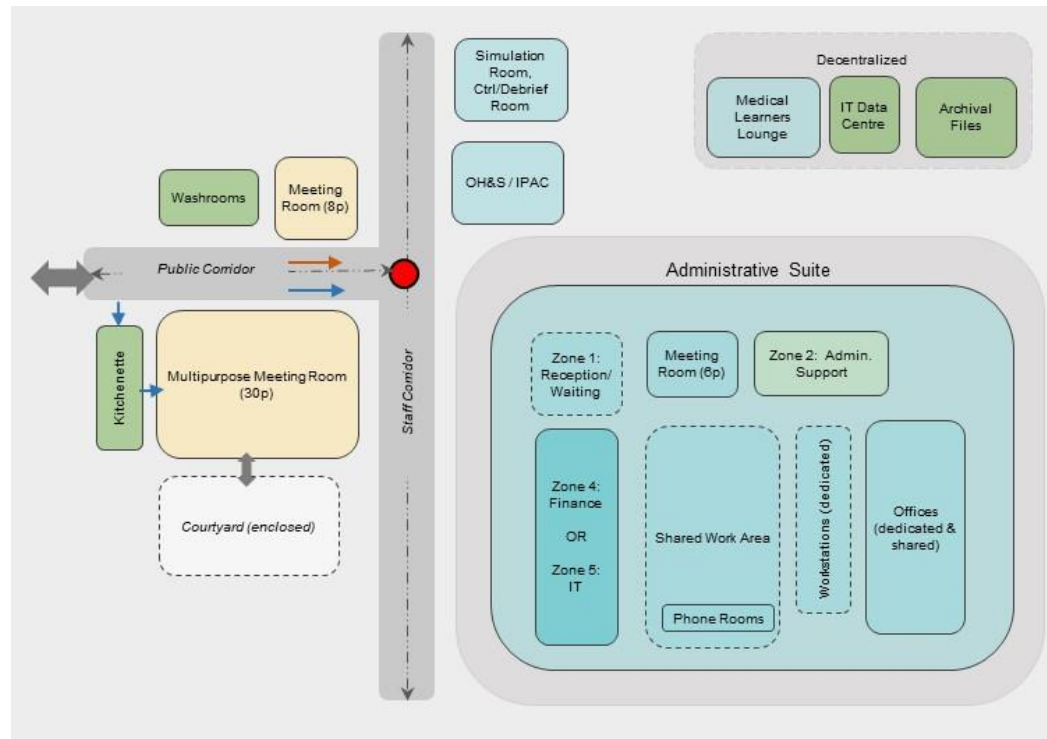 Simulation
Room,
Ctrl/Debrief
Room
Decentralized
Medical
Learners
Lounge
IT Data
Centre
Archival
Files
OH&S / IPAC
Washrooms
Meeting
Room (8p)
Public Corridor
Staff Corridor
Kitchenette
Multipurpose Meeting Room
(30p)
Courtyard (enclosed)
Administrative Suite
Zone 1:
Reception/
Waiting
Meeting
Room (6p)
Zone 2: Admin.
Support
Zone 4:
Finance
OR
Zone 5:
IT
Shared Work Area
Phone Rooms
Workstations (dedicated)
Offices
(dedicated &
shared)